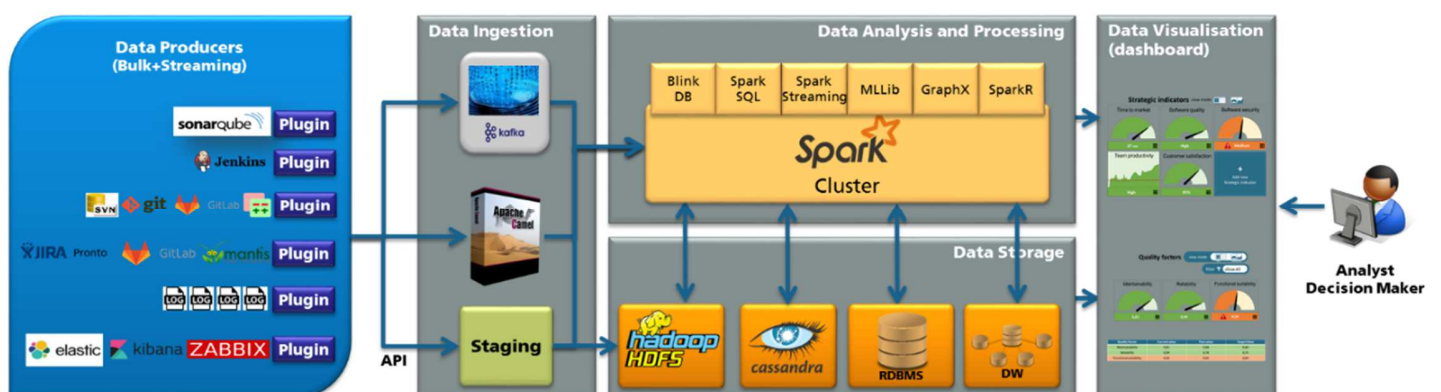 Data Producers
(Bulk+Streaming)
sonarqube Plugin
Jenkins Plugin
SVN git GitLab Plugin
JIRA Pronto GitLab mantis Plugin
LOG LOG LOG LOG Plugin
elastic kibana ZABBIX Plugin
API
Data Ingestion
kafka
Apache
Camel
Staging
Data Analysis and Processing
Blink
DB
Spark
SQL
Spark
Streaming
MLLib
GraphX
SparkR
Spark
Cluster
Data Storage
hadoop
HDFS
cassandra
RDBMS
DW
Data Visualisation
(dashboard)
Strategic indicators
Time to market
Software quality
Software security
High
Medium
Team productivity
Customer satisfaction
High
Quality factors
Maintainability
Reliability
Functional suitability
Analyst
Decision Maker